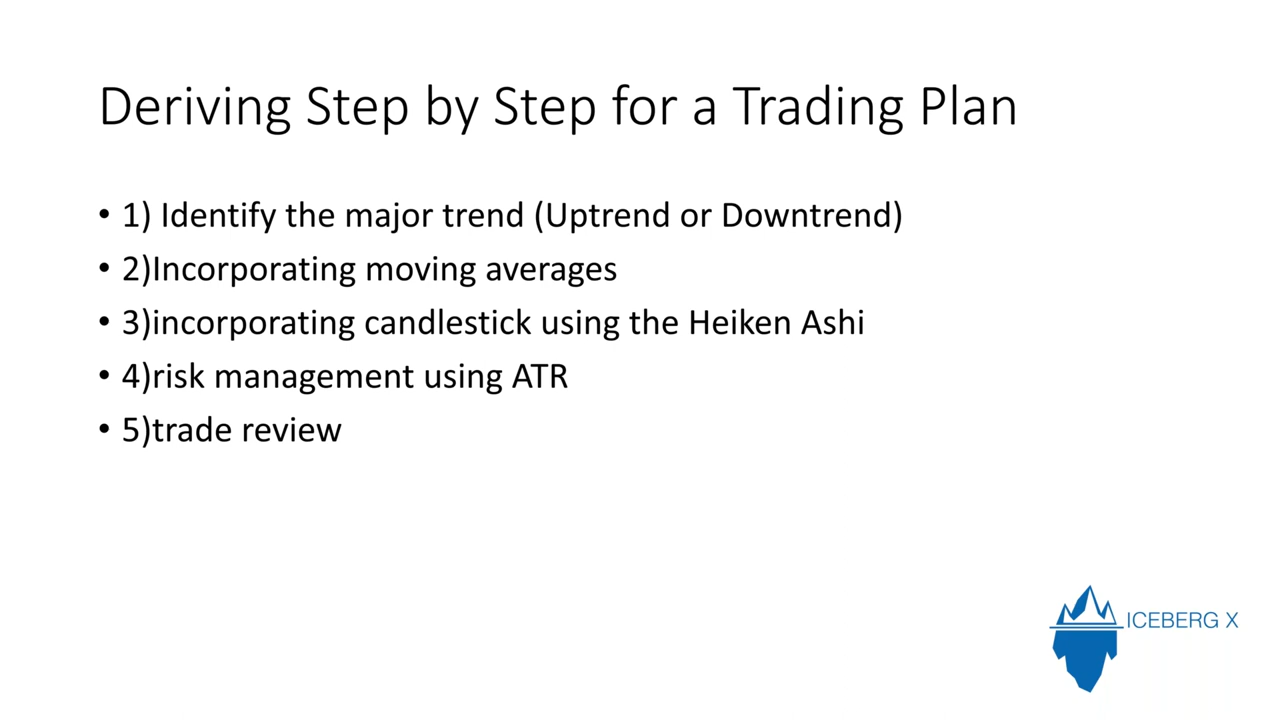 Deriving Step by Step for a Trading Plan
• 1) Identify the major trend (Uptrend or Downtrend)
• 2)Incorporating moving averages
• 3)incorporating candlestick using the Heiken Ashi
• 4)risk management using ATR
• 5)trade review
ICEBERG X